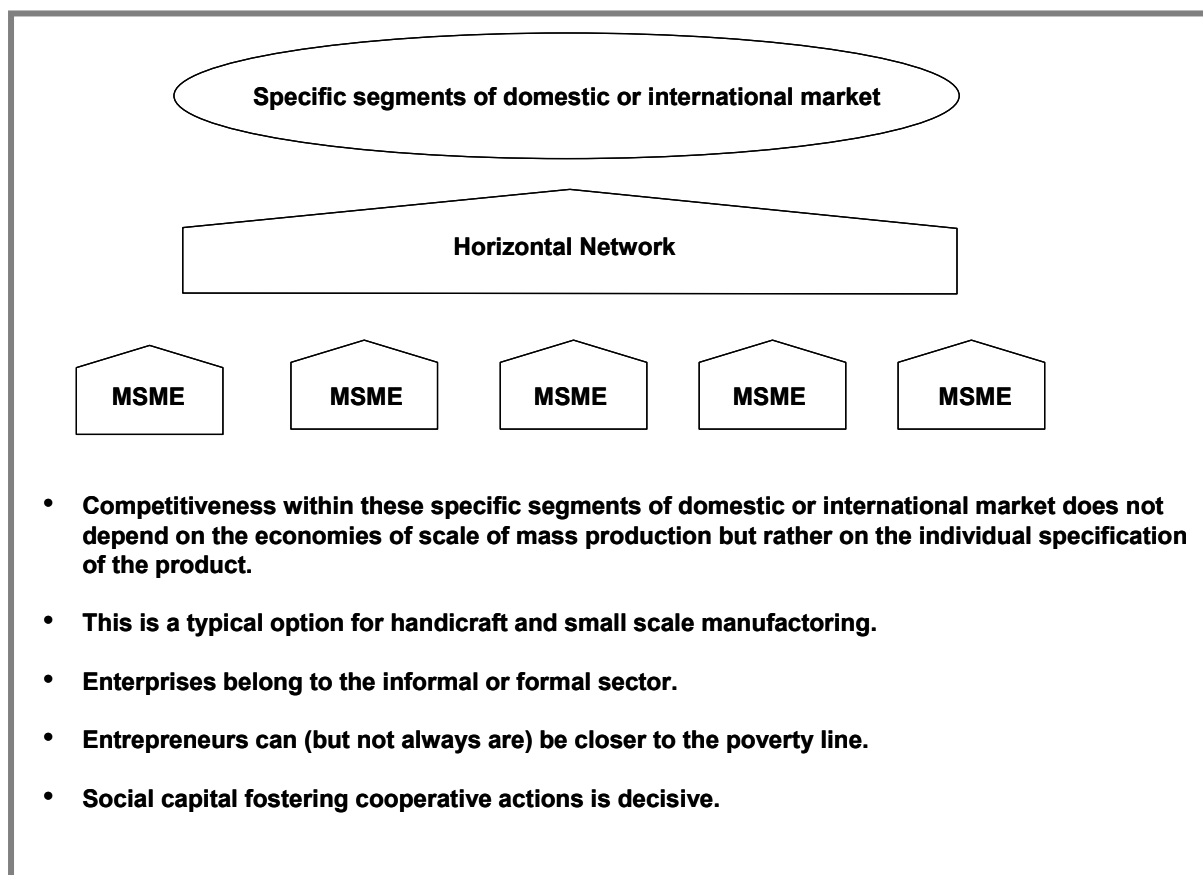 Specific segments of domestic or international market
Horizontal Network
MSME MSME MSME MSME MSME
• Competitiveness within these specific segments of domestic or international market does not
depend on the economies of scale of mass production but rather on the individual specification
of the product.
• This is a typical option for handicraft and small scale manufactoring.
• Enterprises belong to the informal or formal sector.
• Entrepreneurs can (but not always are) be closer to the poverty line.
• Social capital fostering cooperative actions is decisive.